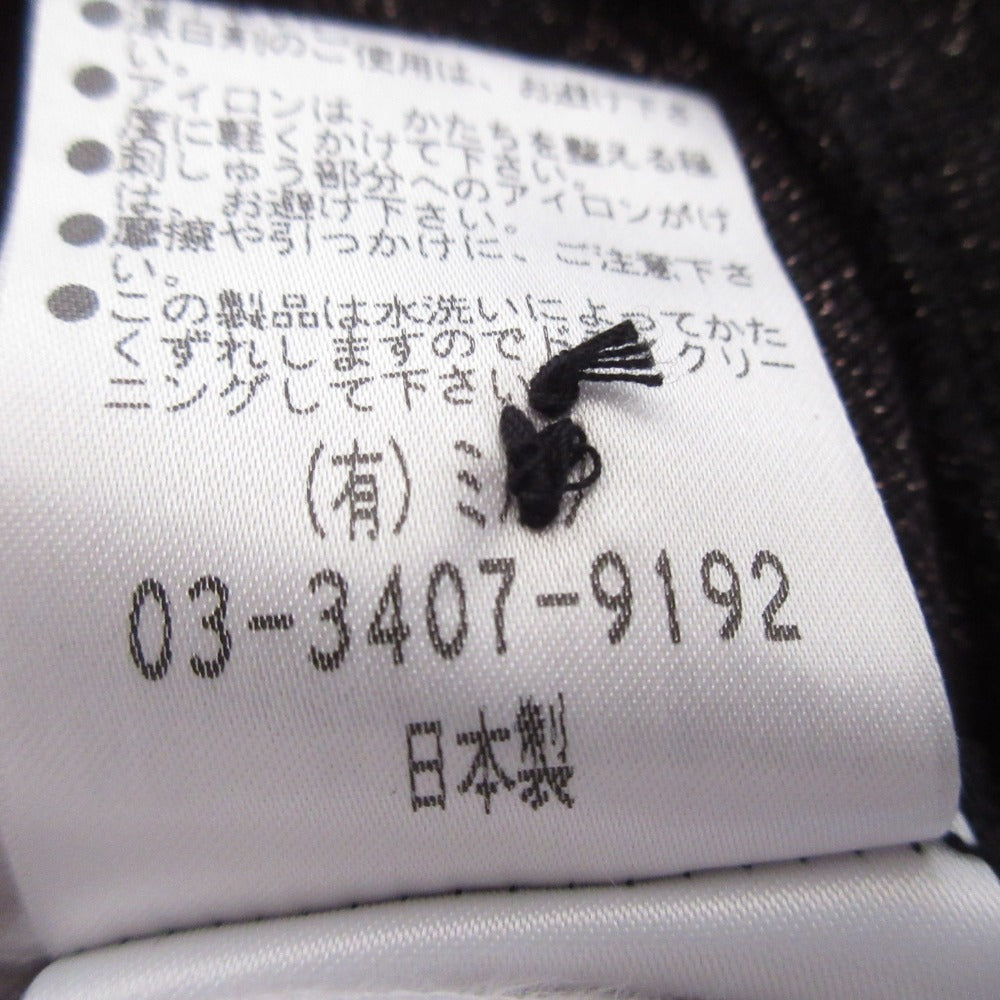 漂白剤のご使用は、お避け下さ
い。
アイロンは、かたちを整える程
度に軽くかけて下さい。
しゅう部分へのアイロンがけ
は、お避け下さい。
摩擦や引っかけに、ご注意下さ
い。
この製品は水洗いによってかた
くずれしますのでド クリー
ニングして下さい
(有)ミ
03-3407-9192
日本製